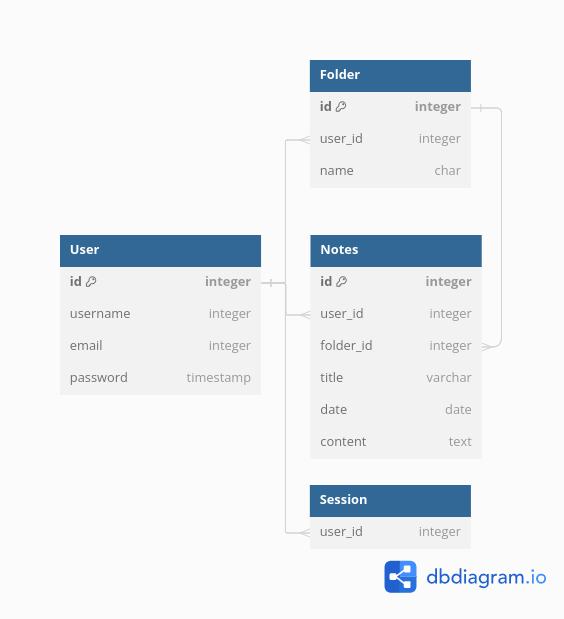 Folder
id integer
user_id integer
name char
User
id integer
username integer
email integer
password timestamp
Notes
id integer
user_id integer
folder_id integer
title varchar
date date
content text
Session
user_id integer
dbdiagram.io